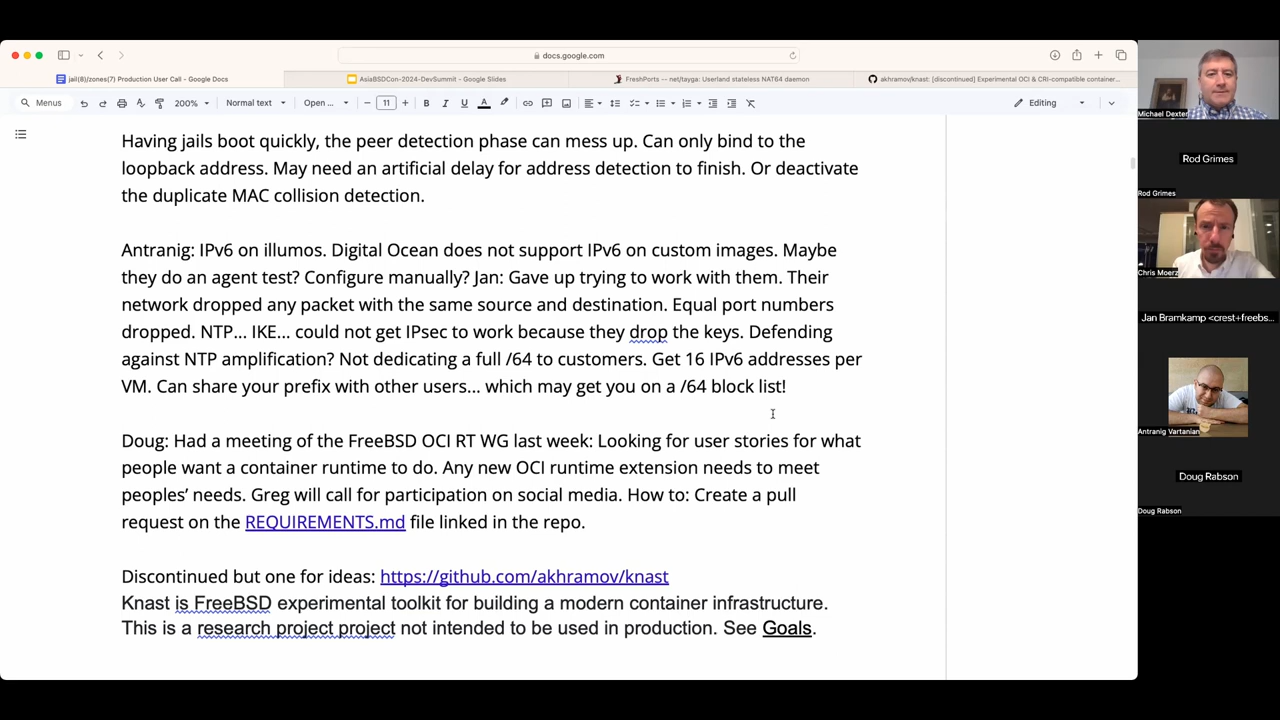 docs.google.com
jail(8)/zones(7) Production User Call - Google Docs
AsiaBSDCon-2024-DevSummit - Google Slides
FreshPorts -- net/tayga: Userland stateless NAT64 daemon
akhramov/knast: [discontinued] Experimental OCI & CRI-compatible container...
Menus
200%
Normal text
Open ...
11
Editing
Having jails boot quickly, the peer detection phase can mess up. Can only bind to the
loopback address. May need an artificial delay for address detection to finish. Or deactivate
the duplicate MAC collision detection.
Antranig: IPv6 on illumos. Digital Ocean does not support IPv6 on custom images. Maybe
they do an agent test? Configure manually? Jan: Gave up trying to work with them. Their
network dropped any packet with the same source and destination. Equal port numbers
dropped. NTP... IKE... could not get IPsec to work because they drop the keys. Defending
against NTP amplification? Not dedicating a full /64 to customers. Get 16 IPv6 addresses per
VM. Can share your prefix with other users... which may get you on a /64 block list!
Doug: Had a meeting of the FreeBSD OCI RT WG last week: Looking for user stories for what
people want a container runtime to do. Any new OCI runtime extension needs to meet
peoples' needs. Greg will call for participation on social media. How to: Create a pull
request on the REQUIREMENTS.md file linked in the repo.
Discontinued but one for ideas: https://github.com/akhramov/knast
Knast is FreeBSD experimental toolkit for building a modern container infrastructure.
This is a research project project not intended to be used in production. See Goals.
Michael Dexter
Rod Grimes
Rod Grimes
Chris Moerz
Jan Bramkamp <crest+freebs...
Antranig Vartanian
Doug Rabson
Doug Rabson